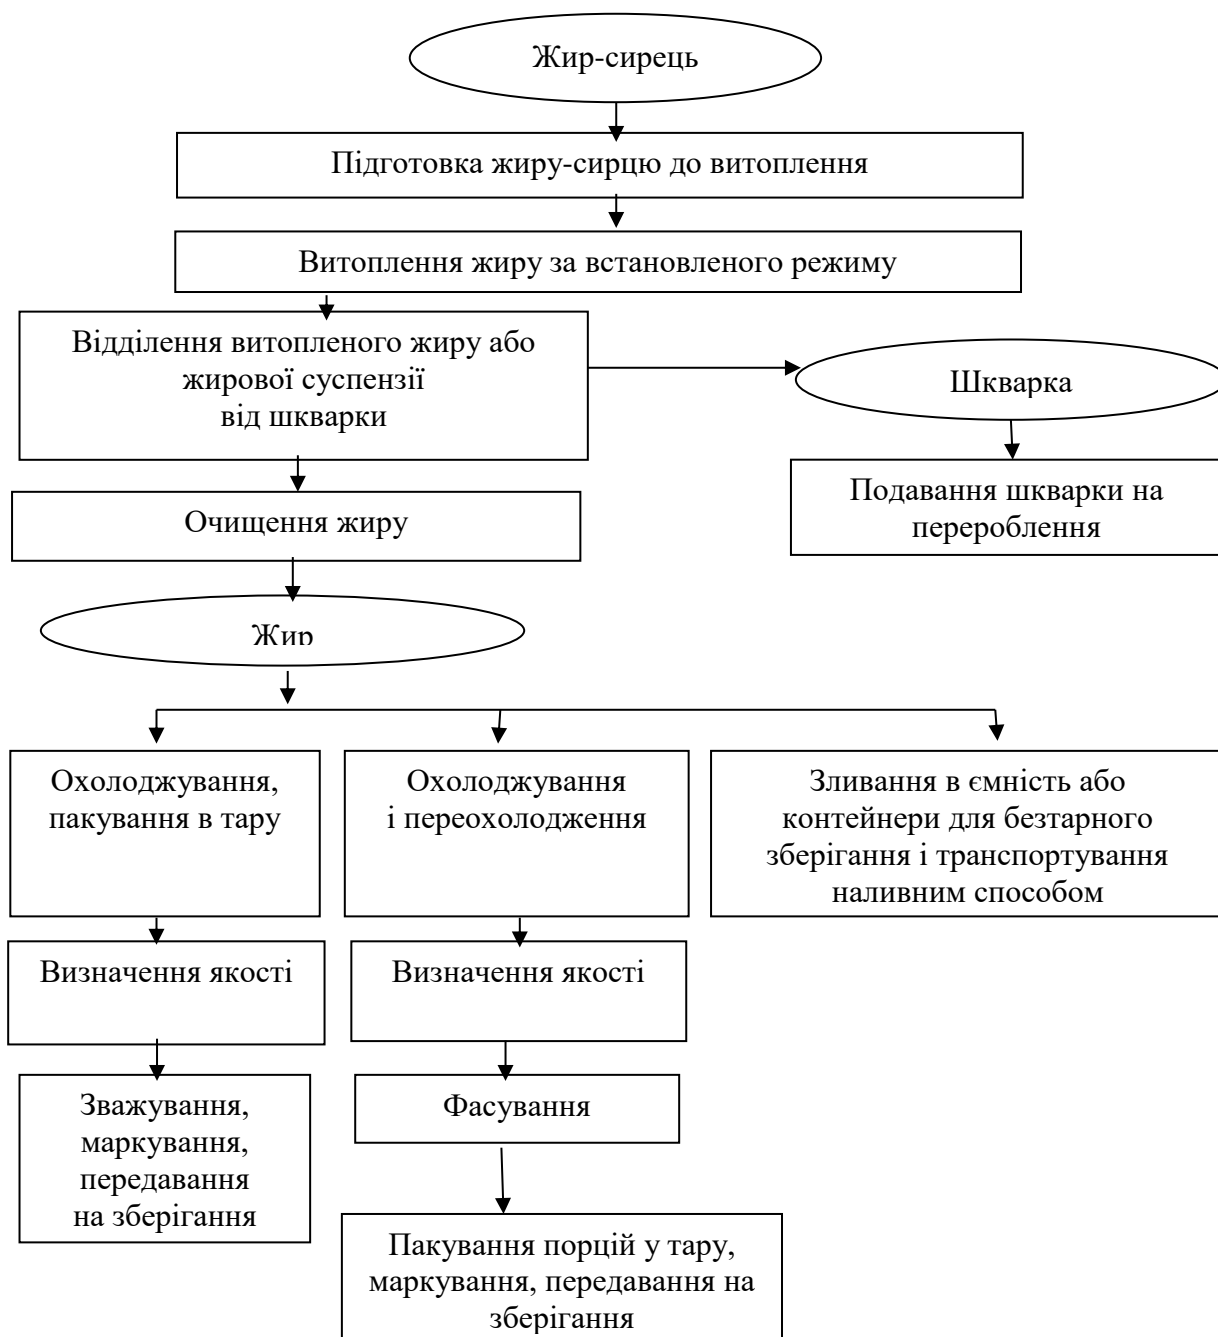 Жир-сирець
Підготовка жиру-сирцю до витоплення
Витоплення жиру за встановленого режиму
Відділення витопленого жиру або
жирової суспензії
від шкварки
Шкварка
Подавання шкварки на
перероблення
Очищення жиру
Жир
Охолоджування,
пакування в тару
Охолоджування
і переохолодження
Зливання в ємність або
контейнери для безтарного
зберігання і транспортування
наливним способом
Визначення якості
Визначення якості
Зважування,
маркування,
передавання
на зберігання
Фасування
Пакування порцій у тару,
маркування, передавання на
зберігання